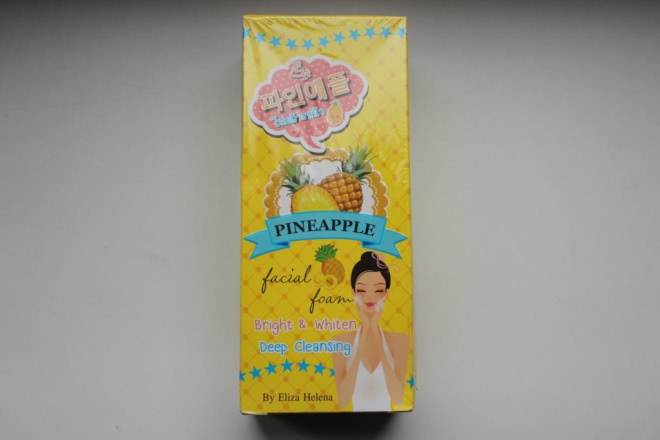 파인애플
PINEAPPLE
facial
foam
Bright & Whiten
Deep Cleansing
By Eliza Helena